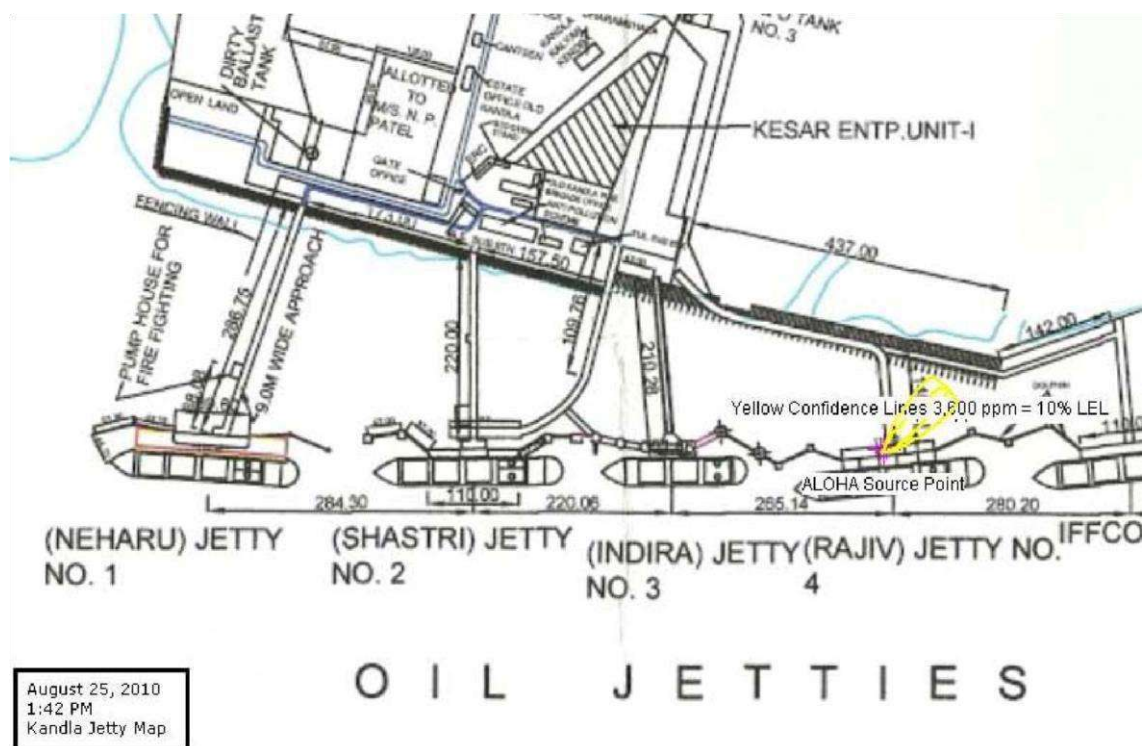 TANK
NO. 3
DIRTY
BALLAST
TANK
CANTEEN
KANDLA
KALYAN
KENDRA
ESTATE
OFFICE OLD
KANDLA
ALLOTTED
TO
M/S. N. P.
PATEL
OPEN LAND
KESAR ENTP.UNIT-I
GATE
OFFICE
FENCING WALL
157.50
437.00
PUMP HOUSE FOR
FIRE FIGHTING
286.75
9.0M WIDE APPROACH
220.00
109.76
210.28
142.00
DOLPHIN
Yellow Confidence Lines 3,600 ppm = 10% LEL
ALOHA Source Point
110.00
284.30
220.06
265.14
280.20
(NEHARU) JETTY
NO. 1
(SHASTRI) JETTY
NO. 2
(INDIRA) JETTY
NO. 3
(RAJIV) JETTY NO.
4
IFFCO
OIL JETTIES
August 25, 2010
1:42 PM
Kandla Jetty Map